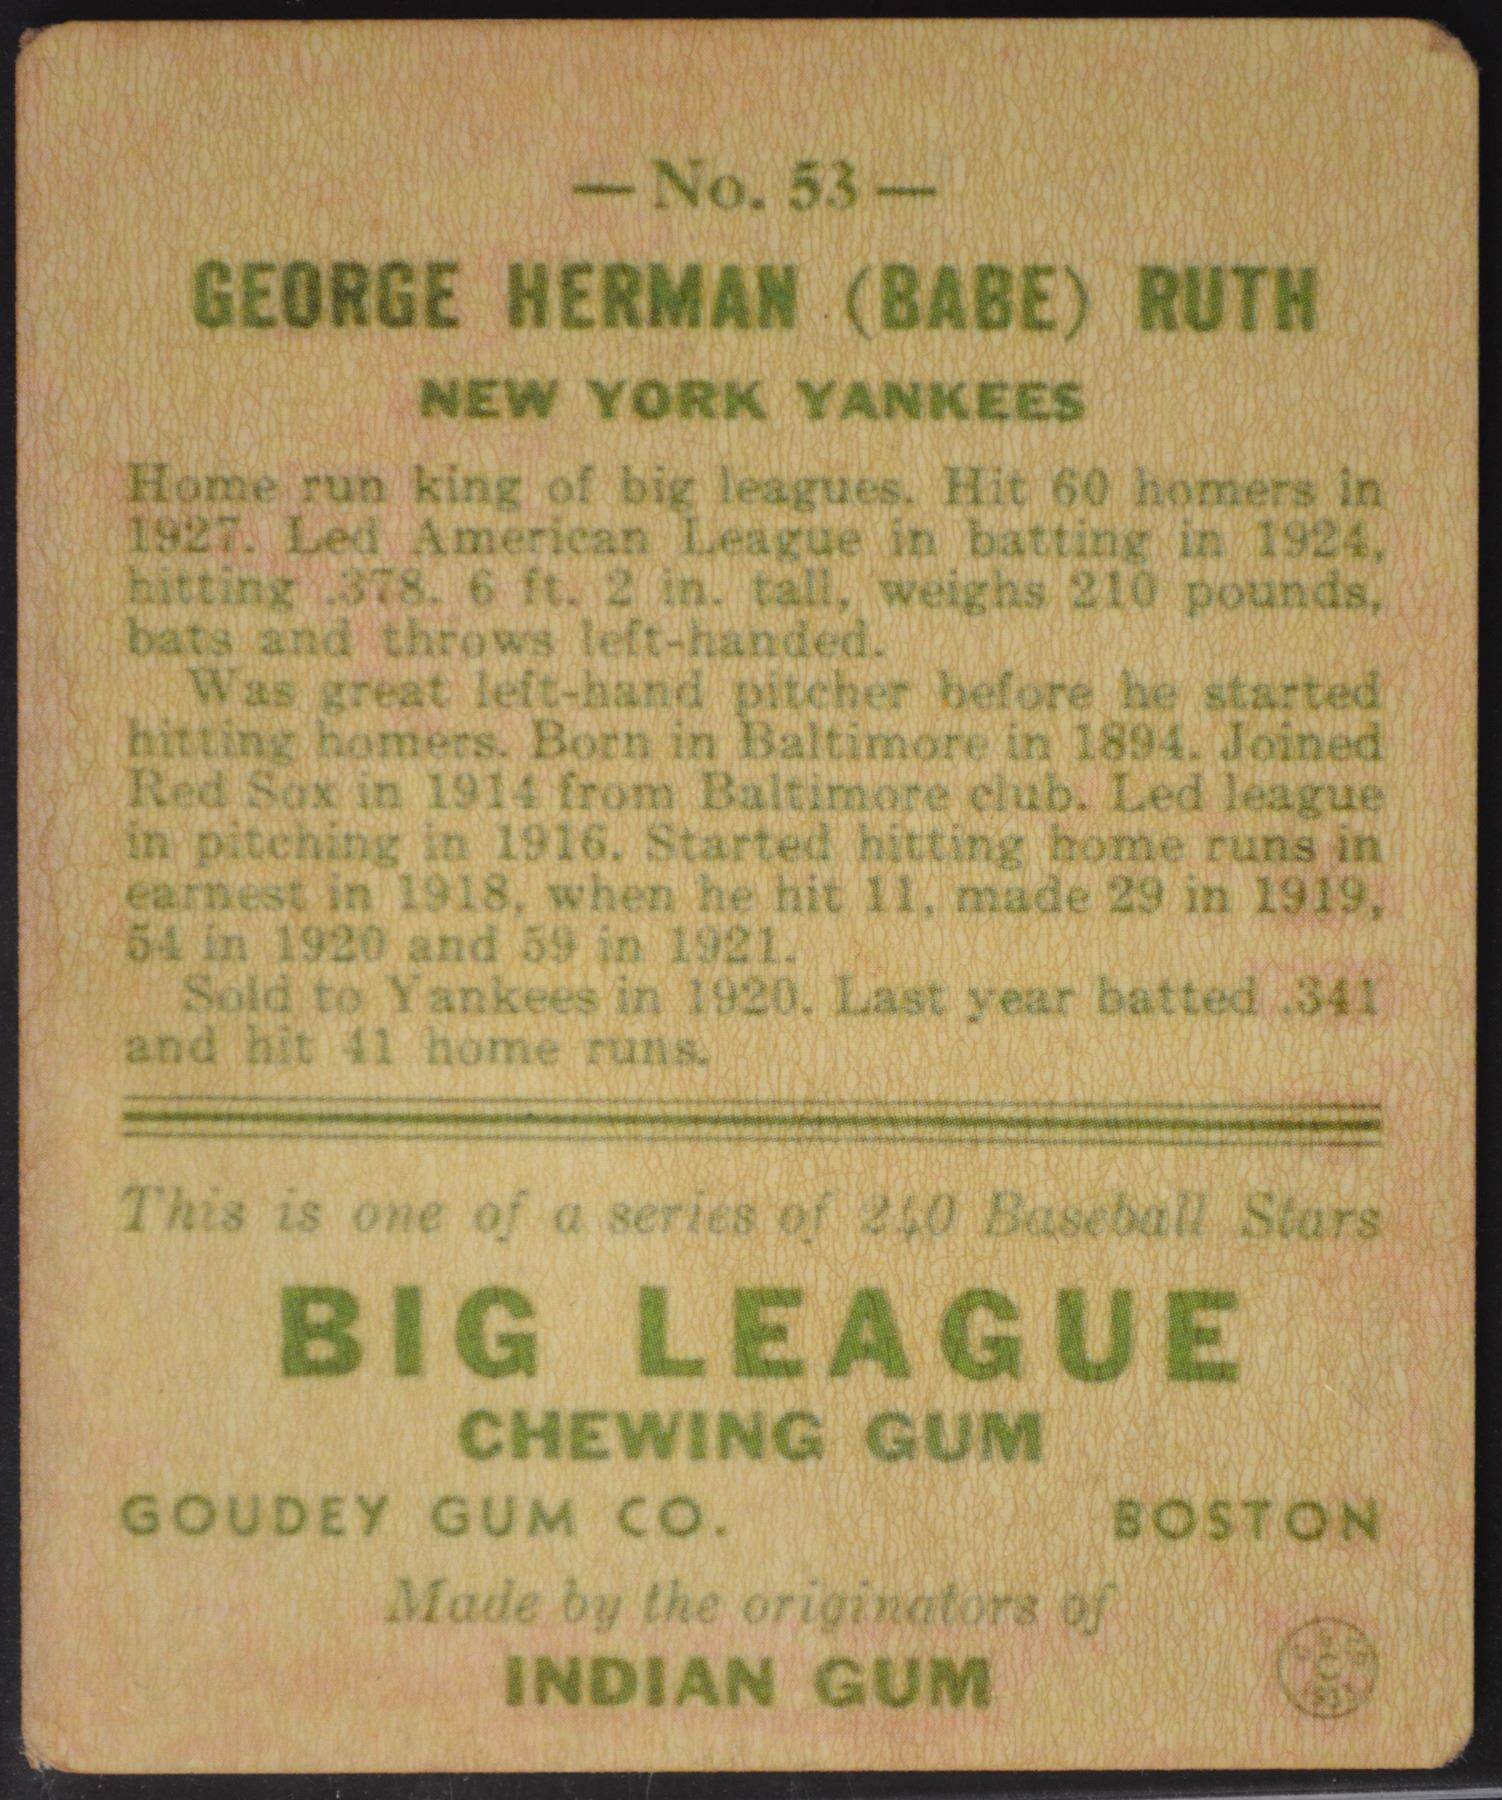 — No. 53 —
GEORGE HERMAN (BABE) RUTH
NEW YORK YANKEES
Home run king of big leagues. Hit 60 homers in
1927. Led American League in batting in 1924,
hitting .378. 6 ft. 2 in. tall, weighs 210 pounds,
bats and throws left-handed.
Was great left-hand pitcher before he started
hitting homers. Born in Baltimore in 1894. Joined
Red Sox in 1914 from Baltimore club. Led league
in pitching in 1916. Started hitting home runs in
earnest in 1918, when he hit 11, made 29 in 1919,
54 in 1920 and 59 in 1921.
Sold to Yankees in 1920. Last year batted .341
and hit 41 home runs.
This is one of a series of 240 Baseball Stars
BIG LEAGUE
CHEWING GUM
GOUDEY GUM CO. BOSTON
Made by the originators of
INDIAN GUM